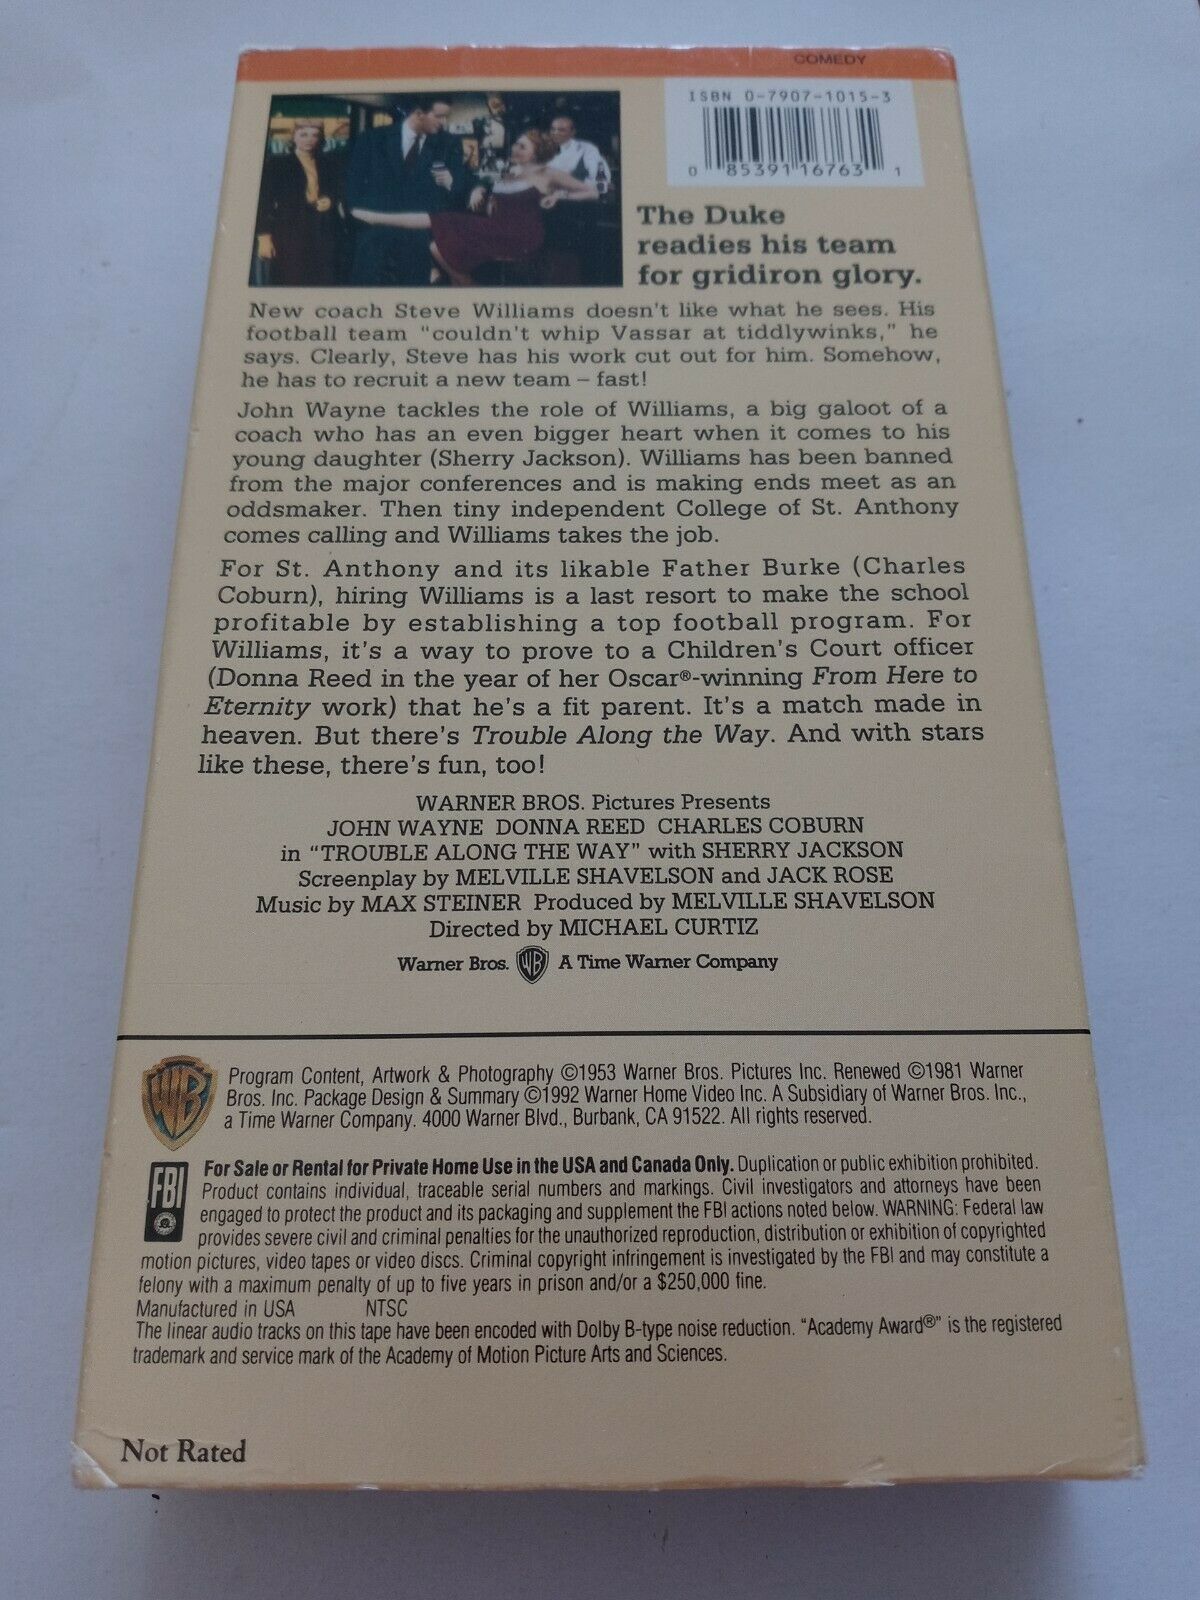 COMEDY
ISBN 0-7907-1015-3
0 85391 16763 1
The Duke
readies his team
for gridiron glory.
New coach Steve Williams doesn't like what he sees. His
football team "couldn't whip Vassar at tiddlywinks," he
says. Clearly, Steve has his work cut out for him. Somehow,
he has to recruit a new team – fast!
John Wayne tackles the role of Williams, a big galoot of a
coach who has an even bigger heart when it comes to his
young daughter (Sherry Jackson). Williams has been banned
from the major conferences and is making ends meet as an
oddsmaker. Then tiny independent College of St. Anthony
comes calling and Williams takes the job.
For St. Anthony and its likable Father Burke (Charles
Coburn), hiring Williams is a last resort to make the school
profitable by establishing a top football program. For
Williams, it's a way to prove to a Children's Court officer
(Donna Reed in the year of her Oscar®-winning From Here to
Eternity work) that he's a fit parent. It's a match made in
heaven. But there's Trouble Along the Way. And with stars
like these, there's fun, too!
WARNER BROS. Pictures Presents
JOHN WAYNE DONNA REED CHARLES COBURN
in "TROUBLE ALONG THE WAY" with SHERRY JACKSON
Screenplay by MELVILLE SHAVELSON and JACK ROSE
Music by MAX STEINER Produced by MELVILLE SHAVELSON
Directed by MICHAEL CURTIZ
Warner Bros. WB A Time Warner Company
WB
Program Content, Artwork & Photography ©1953 Warner Bros. Pictures Inc. Renewed ©1981 Warner
Bros. Inc. Package Design & Summary ©1992 Warner Home Video Inc. A Subsidiary of Warner Bros. Inc.,
a Time Warner Company. 4000 Warner Blvd., Burbank, CA 91522. All rights reserved.
FBI
For Sale or Rental for Private Home Use in the USA and Canada Only. Duplication or public exhibition prohibited.
Product contains individual, traceable serial numbers and markings. Civil investigators and attorneys have been
engaged to protect the product and its packaging and supplement the FBI actions noted below. WARNING: Federal law
provides severe civil and criminal penalties for the unauthorized reproduction, distribution or exhibition of copyrighted
motion pictures, video tapes or video discs. Criminal copyright infringement is investigated by the FBI and may constitute a
felony with a maximum penalty of up to five years in prison and/or a $250,000 fine.
Manufactured in USA NTSC
The linear audio tracks on this tape have been encoded with Dolby B-type noise reduction. "Academy Award®" is the registered
trademark and service mark of the Academy of Motion Picture Arts and Sciences.
Not Rated